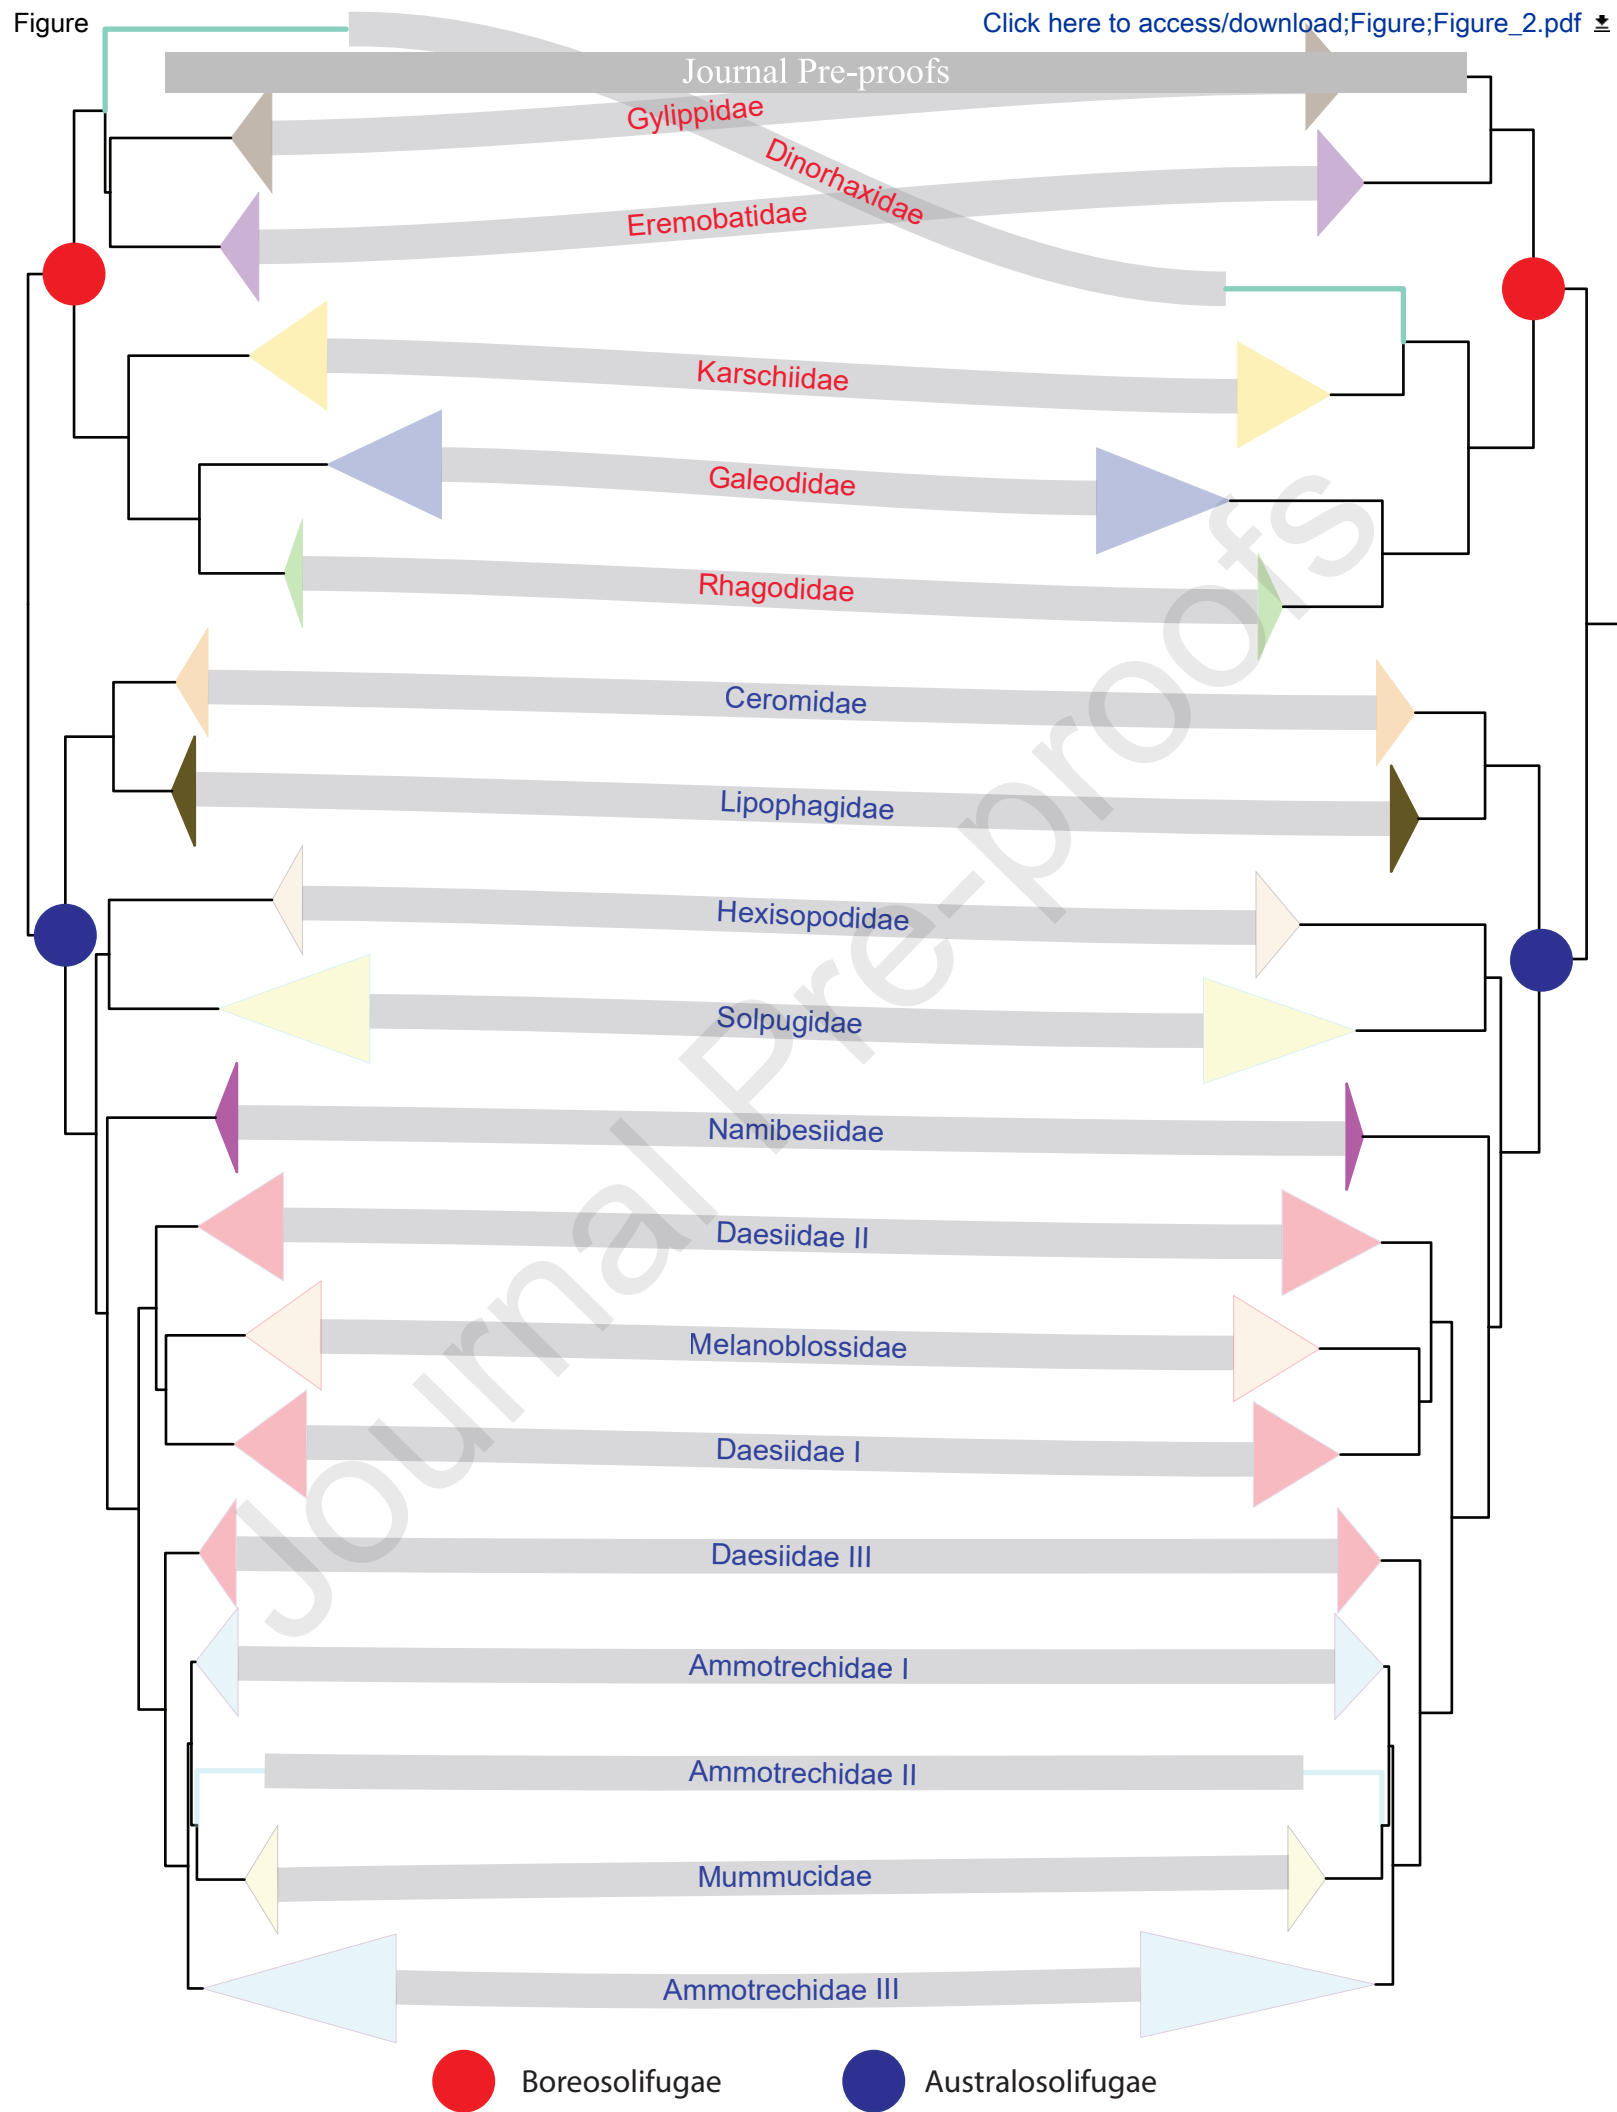 Figure
Click here to access/download;Figure;Figure_2.pdf
Journal Pre-proofs
Gylippidae
Dinorhaxidae
Eremobatidae
Karschiidae
Galeodidae
Rhagodidae
Ceromidae
Lipophagidae
Hexisopodidae
Solpugidae
Namibesiidae
Daesiidae II
Melanoblossidae
Daesiidae I
Daesiidae III
Ammotrechidae I
Ammotrechidae II
Mummucidae
Ammotrechidae III
Journal Pre-proofs
Boreosolifugae
Australosolifugae